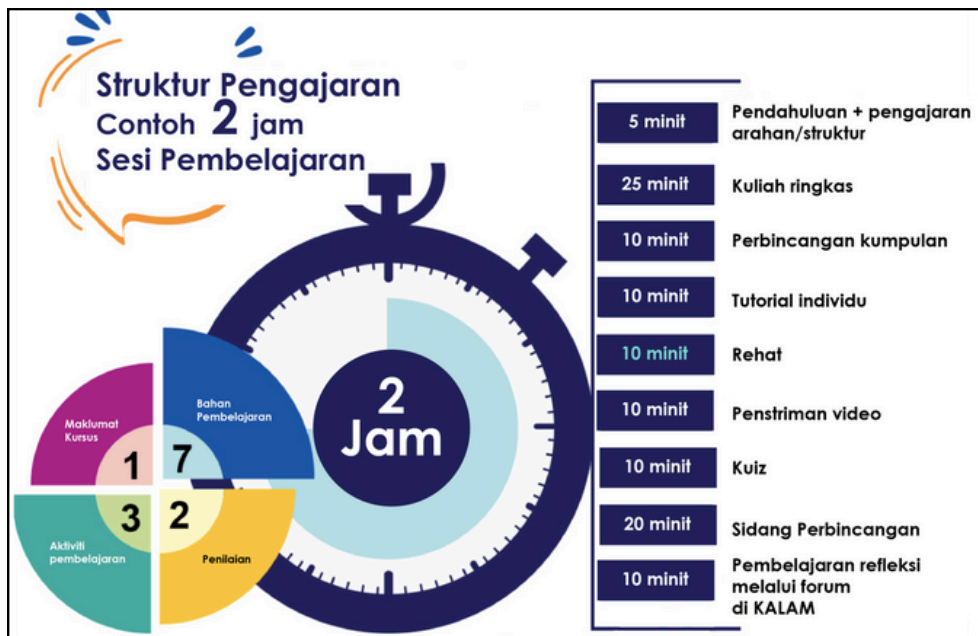 Struktur Pengajaran
Contoh 2 jam
Sesi Pembelajaran
5 minit
Pendahuluan + pengajaran
arahan/struktur
25 minit
Kuliah ringkas
10 minit
Perbincangan kumpulan
10 minit
Tutorial individu
10 minit
Rehat
10 minit
Penstriman video
10 minit
Kuiz
20 minit
Sidang Perbincangan
10 minit
Pembelajaran refleksi
melalui forum
di KALAM
2
Jam
Maklumat
Kursus
1
Bahan
Pembelajaran
7
Aktiviti
pembelajaran
3
2
Penilaian